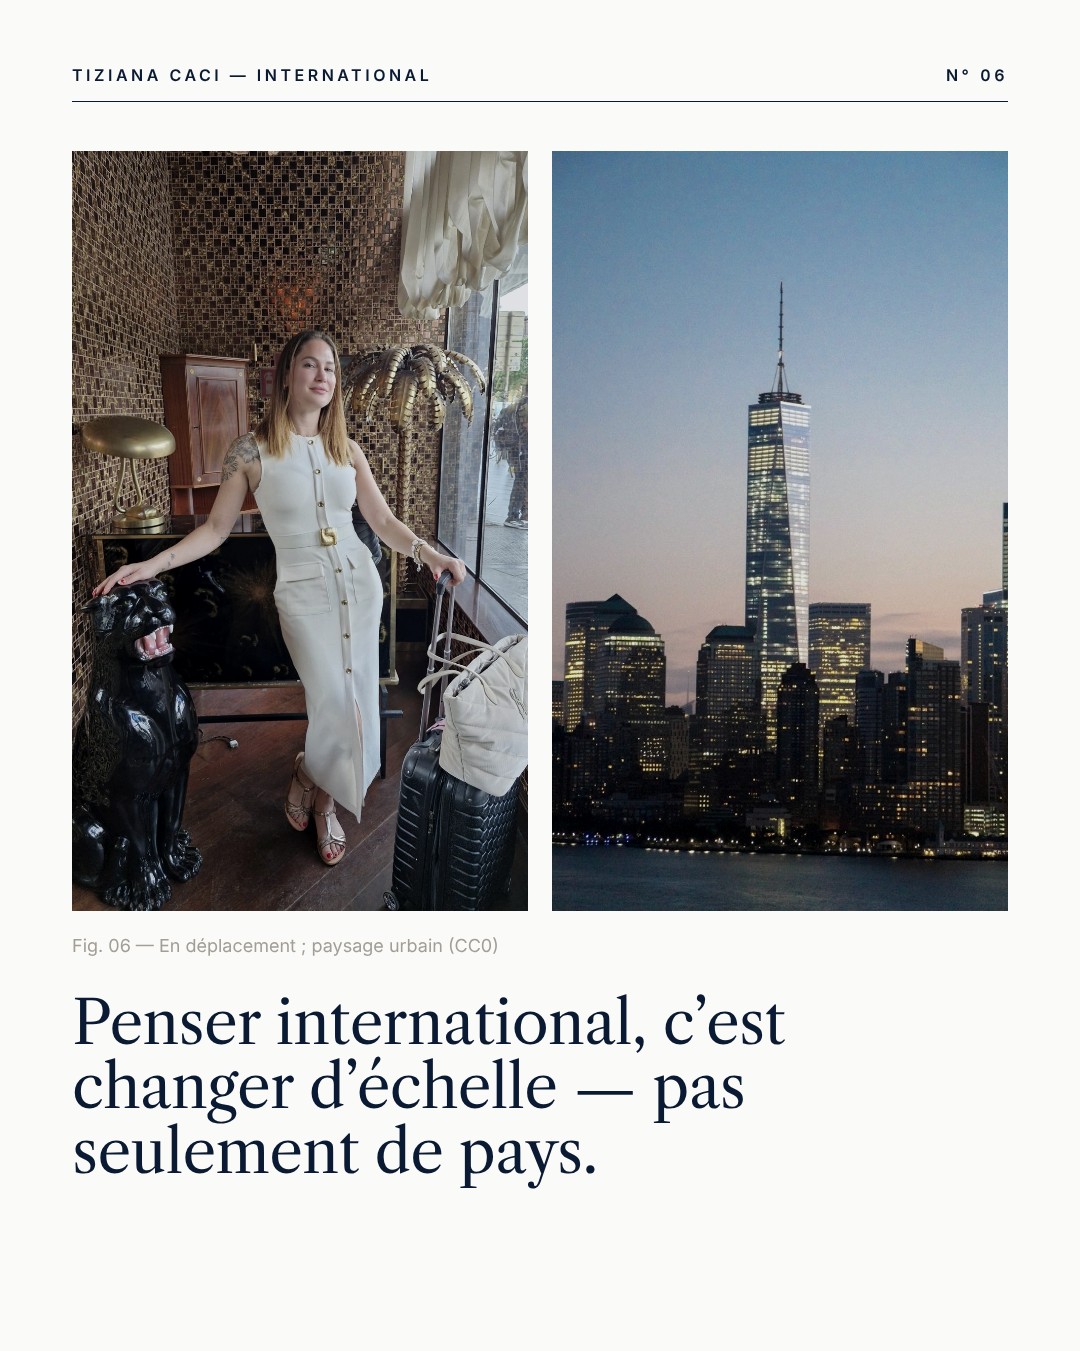 TIZIANA CACI — INTERNATIONAL
N° 06
Fig. 06 — En déplacement ; paysage urbain (CC0)
Penser international, c’est
changer d’échelle — pas
seulement de pays.